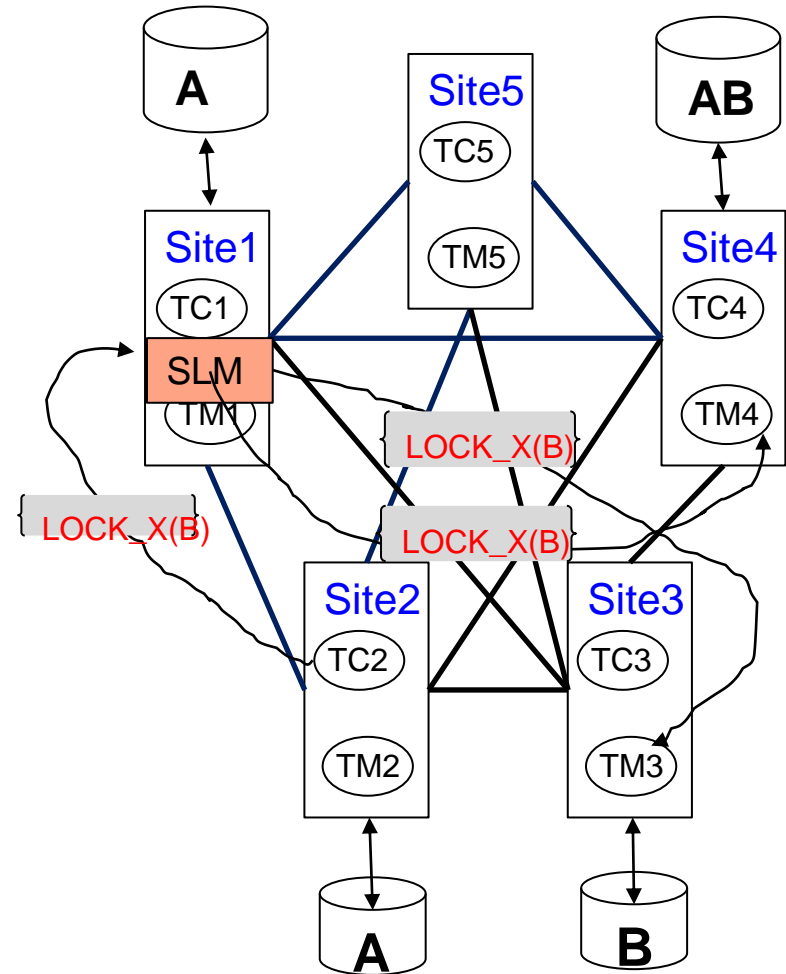 A
Site5
TC5
TM5
AB
Site1
TC1
SLM
TM1
Site4
TC4
TM4
{ LOCK_X(B) }
{ LOCK_X(B) }
{ LOCK_X(B) }
Site2
TC2
TM2
Site3
TC3
TM3
A
B